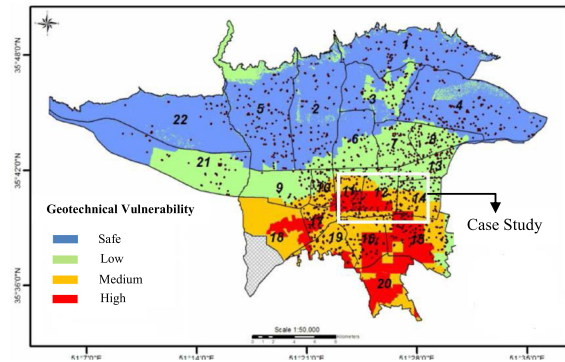 35°48'0"N
35°42'0"N
35°36'0"N
1
2
3
4
5
6
7
8
22
21
9
10
11
12
13
14
17
18
19
16
15
20
Case Study
Geotechnical Vulnerability
Safe
Low
Medium
High
Scale 1:50,000
51°7'0"E
51°14'0"E
51°21'0"E
51°28'0"E
51°35'0"E